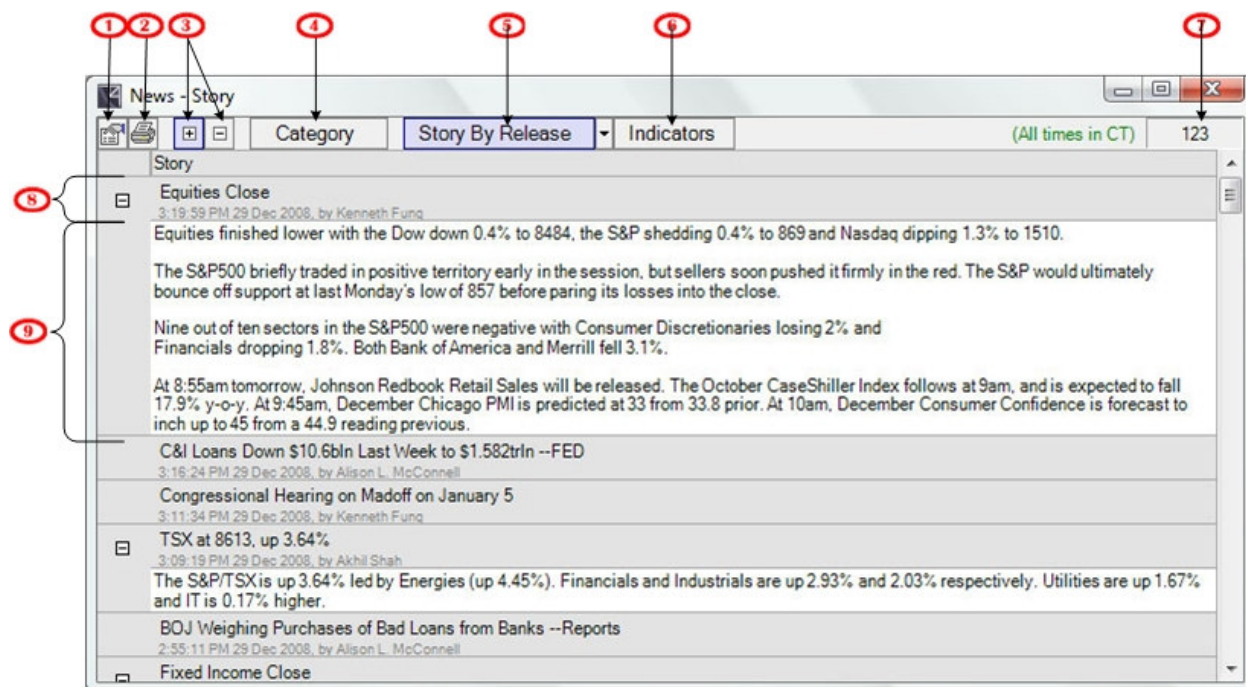 1 2 3 4 5 6 7
News - Story
Category Story By Release Indicators (All times in CT) 123
Story
8
Equities Close
3:19:59 PM 29 Dec 2008, by Kenneth Fung
9
Equities finished lower with the Dow down 0.4% to 8484, the S&P shedding 0.4% to 869 and Nasdaq dipping 1.3% to 1510.
The S&P500 briefly traded in positive territory early in the session, but sellers soon pushed it firmly in the red. The S&P would ultimately
bounce off support at last Monday's low of 857 before paring its losses into the close.
Nine out of ten sectors in the S&P500 were negative with Consumer Discretionaries losing 2% and
Financials dropping 1.8%. Both Bank of America and Merrill fell 3.1%.
At 8:55am tomorrow, Johnson Redbook Retail Sales will be released. The October CaseShiller Index follows at 9am, and is expected to fall
17.9% y-o-y. At 9:45am, December Chicago PMI is predicted at 33 from 33.8 prior. At 10am, December Consumer Confidence is forecast to
inch up to 45 from a 44.9 reading previous.
C&I Loans Down $10.6bln Last Week to $1.582trln --FED
3:16:24 PM 29 Dec 2008, by Alison L. McConnell
Congressional Hearing on Madoff on January 5
3:11:34 PM 29 Dec 2008, by Kenneth Fung
TSX at 8613, up 3.64%
3:09:19 PM 29 Dec 2008, by Akhil Shah
The S&P/TSX is up 3.64% led by Energies (up 4.45%). Financials and Industrials are up 2.93% and 2.03% respectively. Utilities are up 1.67%
and IT is 0.17% higher.
BOJ Weighing Purchases of Bad Loans from Banks --Reports
2:55:11 PM 29 Dec 2008, by Alison L. McConnell
Fixed Income Close